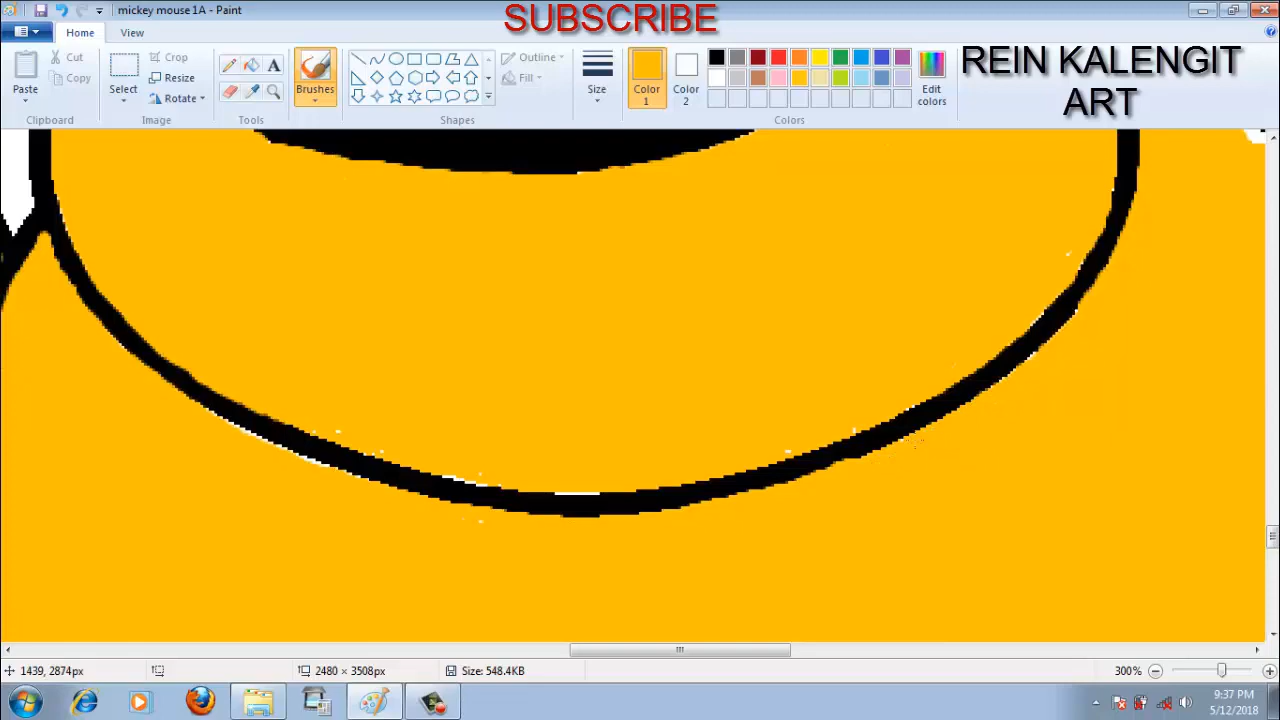 mickey mouse 1A - Paint
SUBSCRIBE
Home
View
Paste
Cut
Copy
Clipboard
Select
Crop
Resize
Rotate
Image
A
Tools
Brushes
Outline
Fill
Shapes
Size
Color
1
Color
2
Edit
colors
Colors
REIN KALENGIT
ART
1439, 2874px
2480 × 3508px
Size: 548.4KB
300%
9:37 PM
5/12/2018